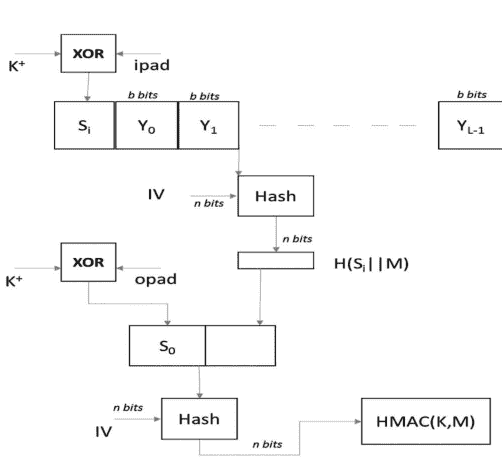 XOR
K⁺
ipad
b bits
b bits
b bits
Sᵢ
Y₀
Y₁
Y_L-1
IV
n bits
Hash
n bits
XOR
K⁺
opad
H(Sᵢ||M)
S₀
n bits
IV
Hash
n bits
HMAC(K,M)